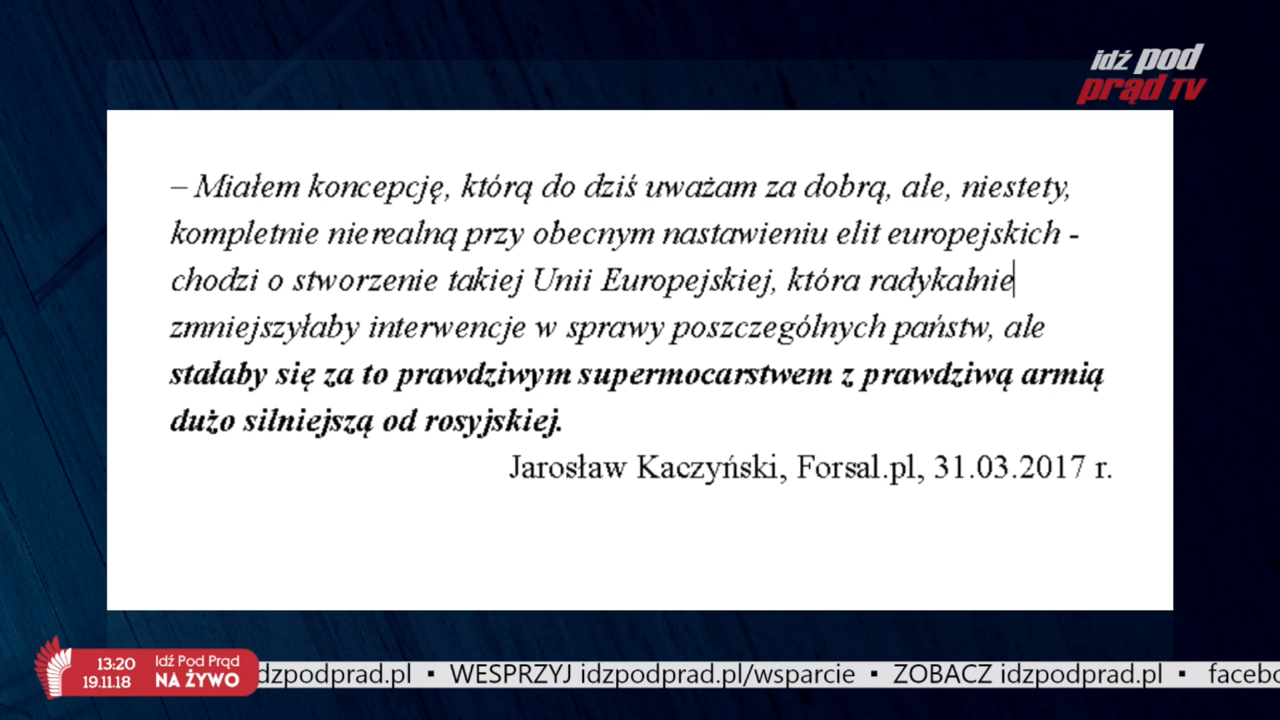 idź pod
prąd TV
– Miałem koncepcję, którą do dziś uważam za dobrą, ale, niestety,
kompletnie nierealną przy obecnym nastawieniu elit europejskich -
chodzi o stworzenie takiej Unii Europejskiej, która radykalnie
zmniejszyłaby interwencje w sprawy poszczególnych państw, ale
stałaby się za to prawdziwym supermocarstwem z prawdziwą armią
dużo silniejszą od rosyjskiej.
Jarosław Kaczyński, Forsal.pl, 31.03.2017 r.
13:20 Idź Pod Prąd
19.11.18 NA ŻYWO
dzpodprad.pl ▪ WESPRZYJ idzpodprad.pl/wsparcie ▪ ZOBACZ idzpodprad.pl ▪ facebo